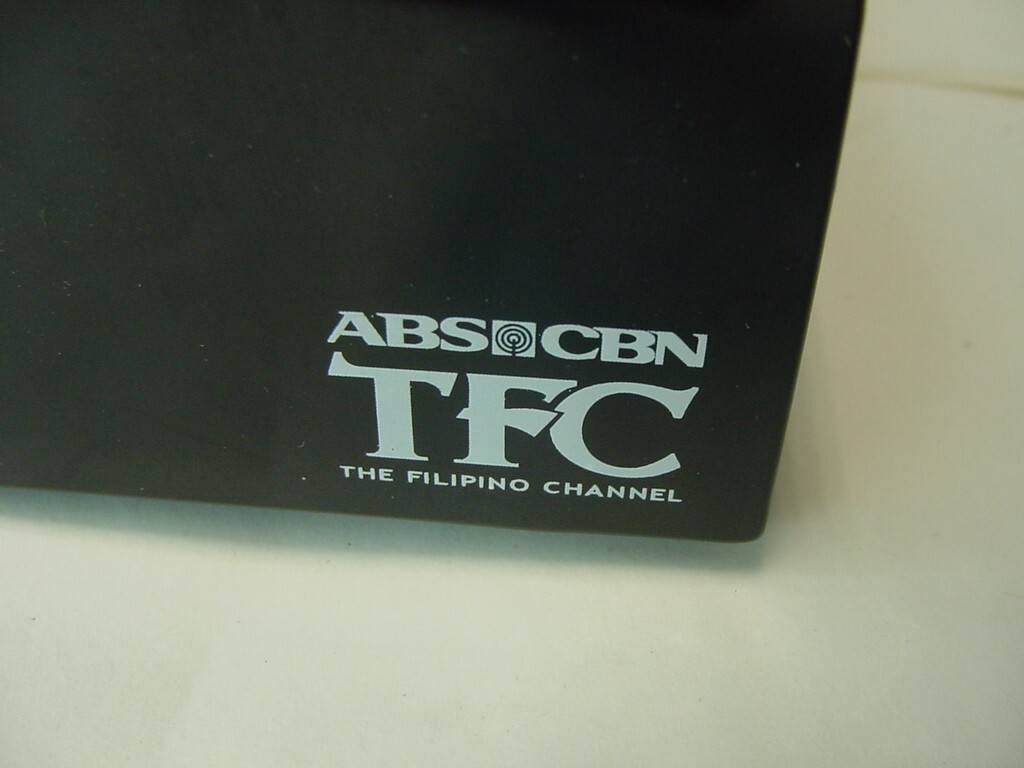 ABS CBN
TFC
THE FILIPINO CHANNEL